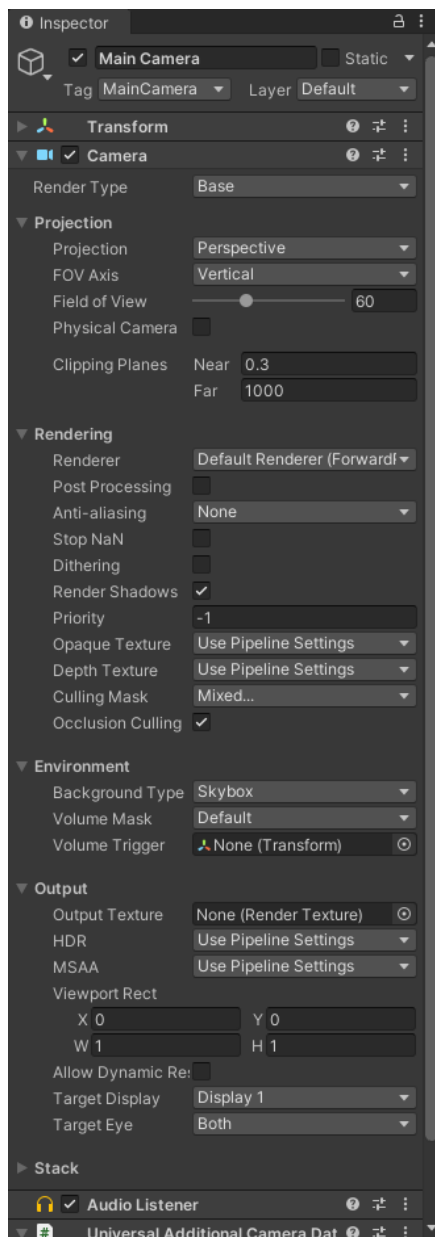 Inspector
Main Camera Static
Tag MainCamera Layer Default
Transform
Camera
Render Type Base
Projection
Projection Perspective
FOV Axis Vertical
Field of View 60
Physical Camera
Clipping Planes Near 0.3
Far 1000
Rendering
Renderer Default Renderer (ForwardR
Post Processing
Anti-aliasing None
Stop NaN
Dithering
Render Shadows
Priority -1
Opaque Texture Use Pipeline Settings
Depth Texture Use Pipeline Settings
Culling Mask Mixed...
Occlusion Culling
Environment
Background Type Skybox
Volume Mask Default
Volume Trigger None (Transform)
Output
Output Texture None (Render Texture)
HDR Use Pipeline Settings
MSAA Use Pipeline Settings
Viewport Rect
X 0 Y 0
W 1 H 1
Allow Dynamic Re
Target Display Display 1
Target Eye Both
Stack
Audio Listener
# Universal Additional Camera Dat